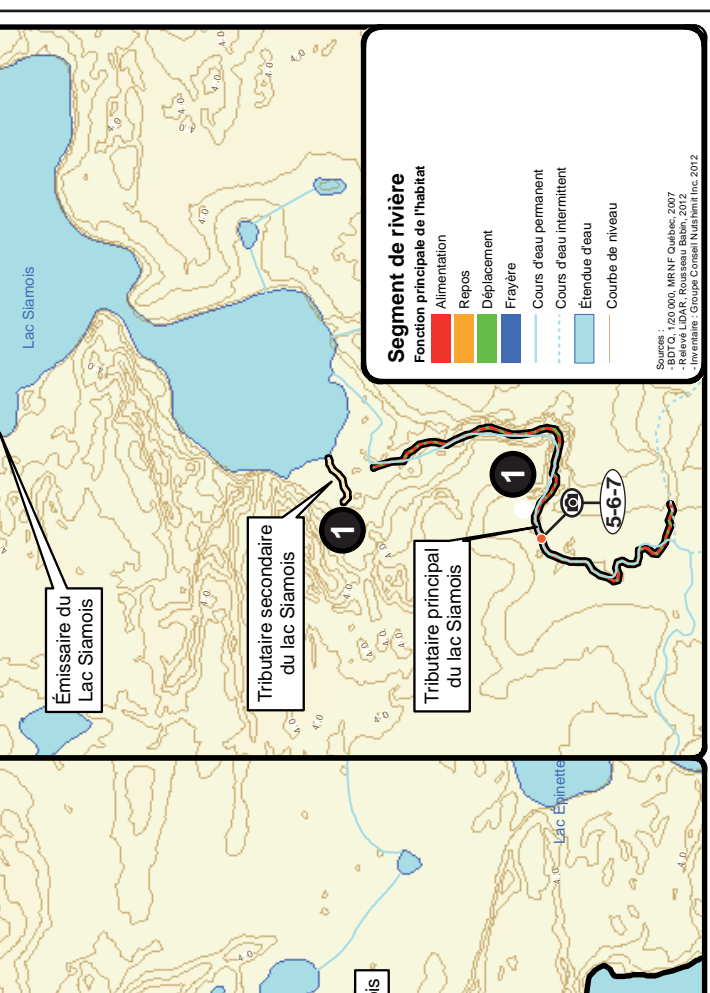 Lac Siamois
Émissaire du
Lac Siamois
Tributaire secondaire
du lac Siamois
1
Tributaire principal
du lac Siamois
1
5-6-7
Segment de rivière
Fonction principale de l'habitat
Alimentation
Repos
Déplacement
Frayère
Cours d'eau permanent
Cours d'eau intermittent
Étendue d'eau
Courbe de niveau
Sources :
- BDTQ, 1/20 000, MRNF Québec, 2007
- Relevé LiDAR, Rousseau Babin, 2012
- Inventaire : Groupe Conseil Nutshimit Inc. 2012
Lac Épinette
ois